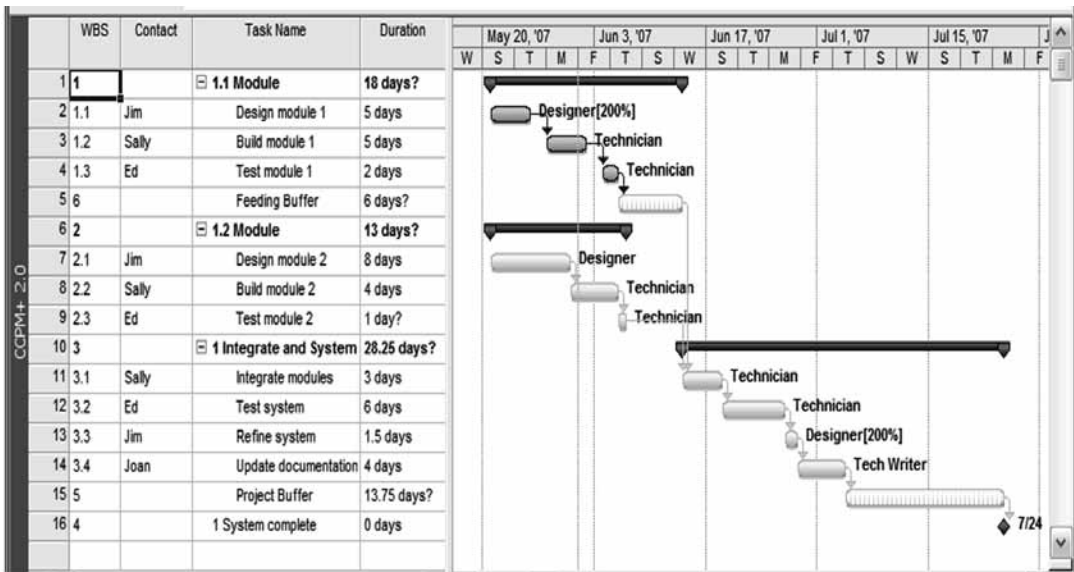 WBS Contact Task Name Duration
May 20, '07 Jun 3, '07 Jun 17, '07 Jul 1, '07 Jul 15, '07 J
W S T M F T S W S T M F T S W S T M F
1 1 1.1 Module 18 days?
2 1.1 Jim Design module 1 5 days Designer[200%]
3 1.2 Sally Build module 1 5 days Technician
4 1.3 Ed Test module 1 2 days Technician
5 6 Feeding Buffer 6 days?
6 2 1.2 Module 13 days?
7 2.1 Jim Design module 2 8 days Designer
8 2.2 Sally Build module 2 4 days Technician
9 2.3 Ed Test module 2 1 day? Technician
10 3 1 Integrate and System 28.25 days?
11 3.1 Sally Integrate modules 3 days Technician
12 3.2 Ed Test system 6 days Technician
13 3.3 Jim Refine system 1.5 days Designer[200%]
14 3.4 Joan Update documentation 4 days Tech Writer
15 5 Project Buffer 13.75 days?
16 4 1 System complete 0 days 7/24
CCPM+ 2.0